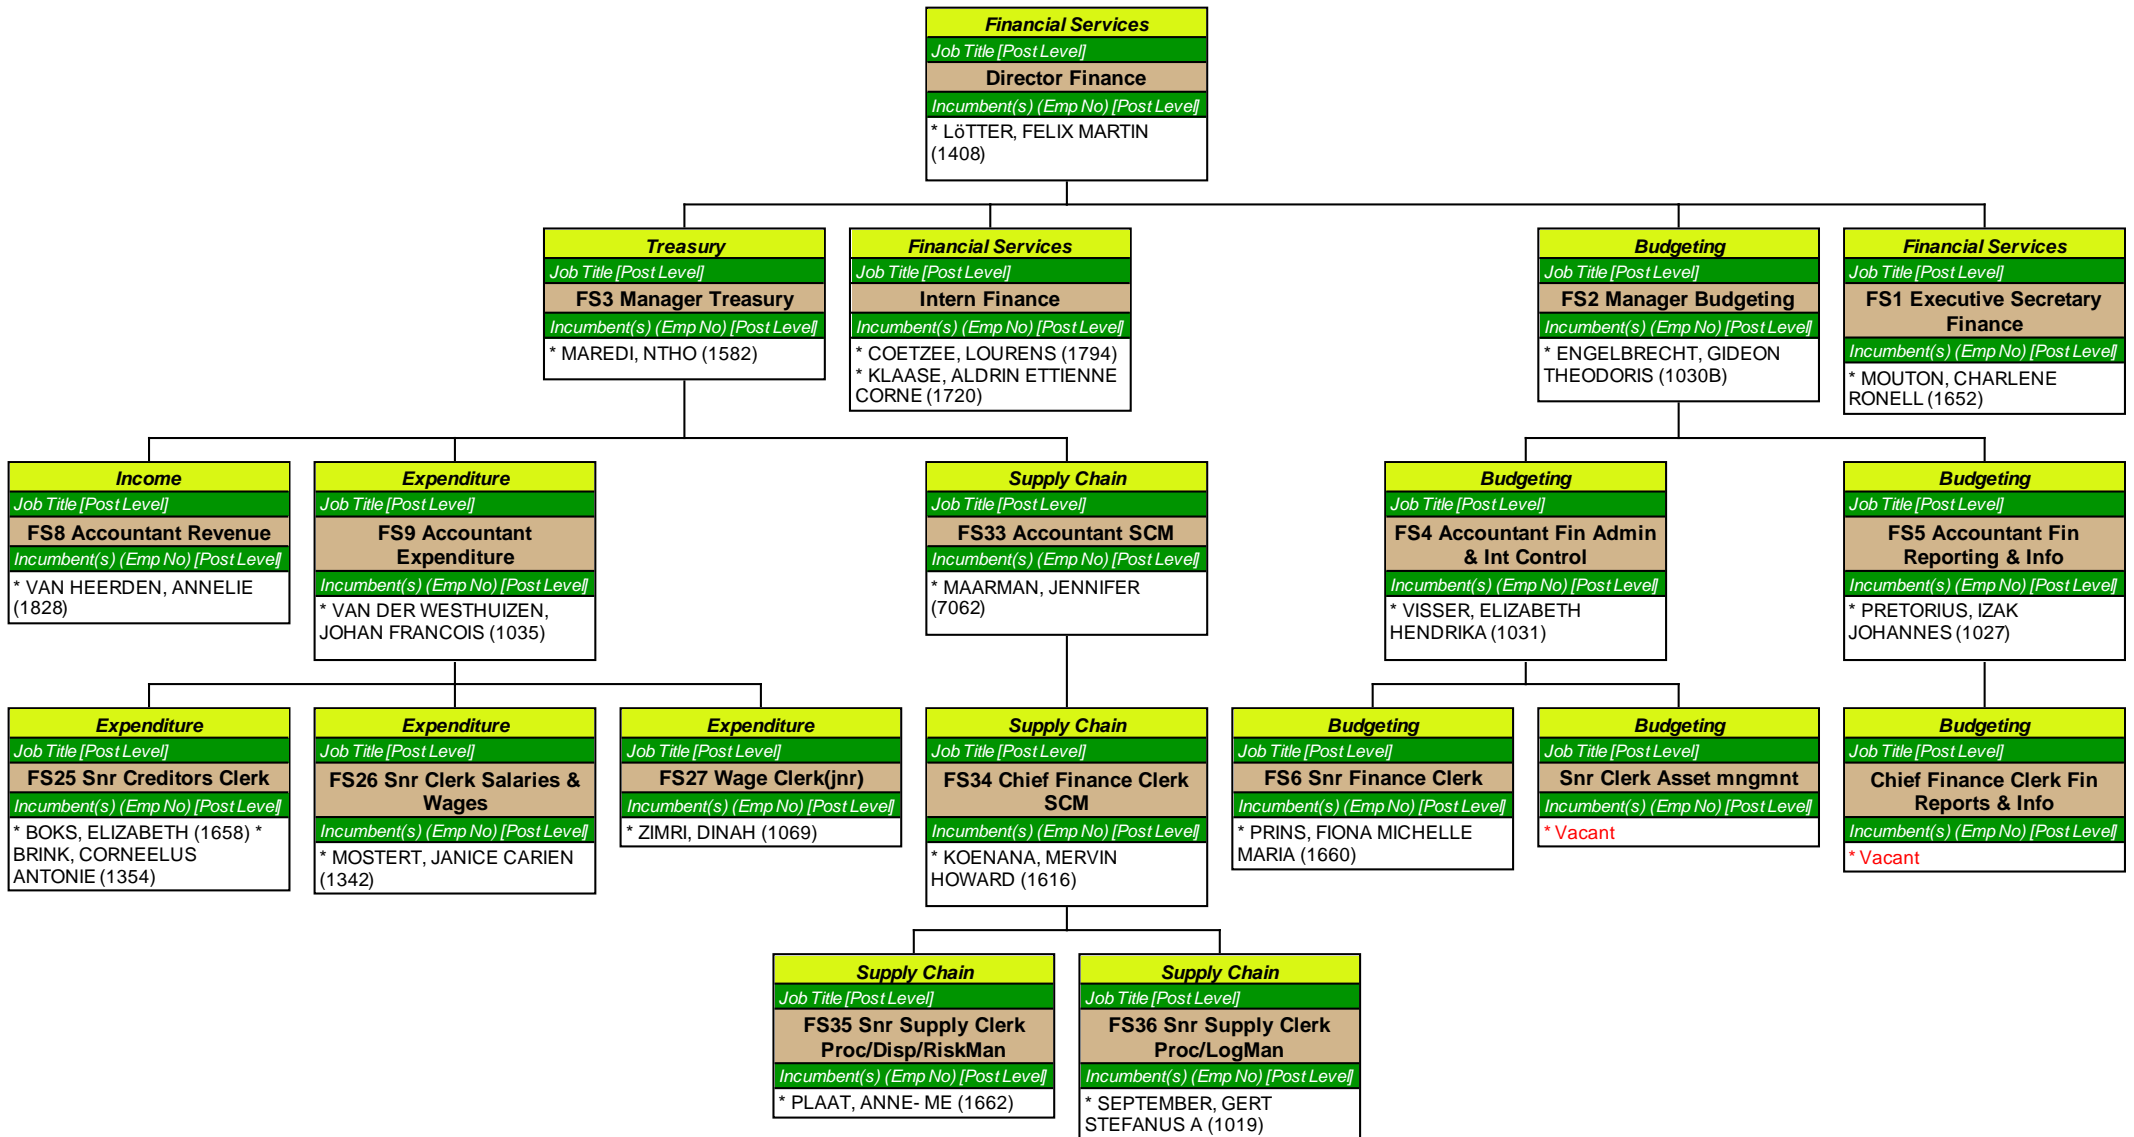 Financial Services
Job Title [Post Level]
Director Finance
Incumbent(s) (Emp No) [Post Level]
* LöTTER, FELIX MARTIN
(1408)
Treasury
Job Title [Post Level]
FS3 Manager Treasury
Incumbent(s) (Emp No) [Post Level]
* MAREDI, NTHO (1582)
Financial Services
Job Title [Post Level]
Intern Finance
Incumbent(s) (Emp No) [Post Level]
* COETZEE, LOURENS (1794)
* KLAASE, ALDRIN ETTIENNE
CORNE (1720)
Budgeting
Job Title [Post Level]
FS2 Manager Budgeting
Incumbent(s) (Emp No) [Post Level]
* ENGELBRECHT, GIDEON
THEODORIS (1030B)
Financial Services
Job Title [Post Level]
FS1 Executive Secretary
Finance
Incumbent(s) (Emp No) [Post Level]
* MOUTON, CHARLENE
RONELL (1652)
Income
Job Title [Post Level]
FS8 Accountant Revenue
Incumbent(s) (Emp No) [Post Level]
* VAN HEERDEN, ANNELIE
(1828)
Expenditure
Job Title [Post Level]
FS9 Accountant
Expenditure
Incumbent(s) (Emp No) [Post Level]
* VAN DER WESTHUIZEN,
JOHAN FRANCOIS (1035)
Supply Chain
Job Title [Post Level]
FS33 Accountant SCM
Incumbent(s) (Emp No) [Post Level]
* MAARMAN, JENNIFER
(7062)
Budgeting
Job Title [Post Level]
FS4 Accountant Fin Admin
& Int Control
Incumbent(s) (Emp No) [Post Level]
* VISSER, ELIZABETH
HENDRIKA (1031)
Budgeting
Job Title [Post Level]
FS5 Accountant Fin
Reporting & Info
Incumbent(s) (Emp No) [Post Level]
* PRETORIUS, IZAK
JOHANNES (1027)
Expenditure
Job Title [Post Level]
FS25 Snr Creditors Clerk
Incumbent(s) (Emp No) [Post Level]
* BOKS, ELIZABETH (1658) *
BRINK, CORNEELUS
ANTONIE (1354)
Expenditure
Job Title [Post Level]
FS26 Snr Clerk Salaries &
Wages
Incumbent(s) (Emp No) [Post Level]
* MOSTERT, JANICE CARIEN
(1342)
Expenditure
Job Title [Post Level]
FS27 Wage Clerk(jnr)
Incumbent(s) (Emp No) [Post Level]
* ZIMRI, DINAH (1069)
Supply Chain
Job Title [Post Level]
FS34 Chief Finance Clerk
SCM
Incumbent(s) (Emp No) [Post Level]
* KOENANA, MERVIN
HOWARD (1616)
Budgeting
Job Title [Post Level]
FS6 Snr Finance Clerk
Incumbent(s) (Emp No) [Post Level]
* PRINS, FIONA MICHELLE
MARIA (1660)
Budgeting
Job Title [Post Level]
Snr Clerk Asset mngmnt
Incumbent(s) (Emp No) [Post Level]
* Vacant
Budgeting
Job Title [Post Level]
Chief Finance Clerk Fin
Reports & Info
Incumbent(s) (Emp No) [Post Level]
* Vacant
Supply Chain
Job Title [Post Level]
FS35 Snr Supply Clerk
Proc/Disp/RiskMan
Incumbent(s) (Emp No) [Post Level]
* PLAAT, ANNE- ME (1662)
Supply Chain
Job Title [Post Level]
FS36 Snr Supply Clerk
Proc/LogMan
Incumbent(s) (Emp No) [Post Level]
* SEPTEMBER, GERT
STEFANUS A (1019)